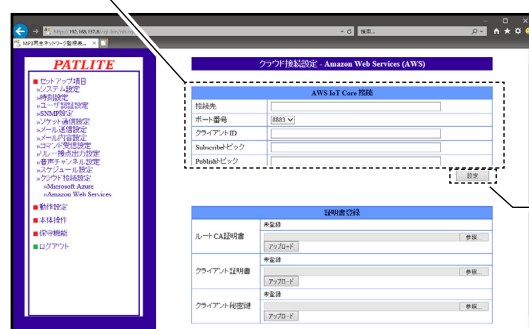 192.168.197.8
検索...
MP3再生ネットワーク監視表...
PATLITE
クラウド接続設定 - Amazon Web Services (AWS)
■セットアップ項目
»システム設定
»時刻設定
»ユーザ認証設定
»SNMP設定
»ソケット通信設定
»メール送信設定
»メール内容設定
»コマンド受信設定
»リレー接点出力設定
»音声チャンネル設定
»スケジュール設定
»クラウド接続設定
»Microsoft Azure
»Amazon Web Services
■動作設定
■本体操作
■保守機能
■ログアウト
AWS IoT Core 接続
接続先
ポート番号 8883
クライアントID
Subscribeトピック
Publishトピック
設定
証明書登録
ルートCA証明書
未登録
参照...
アップロード
クライアント証明書
未登録
参照...
アップロード
クライアント秘密鍵
未登録
参照...
アップロード